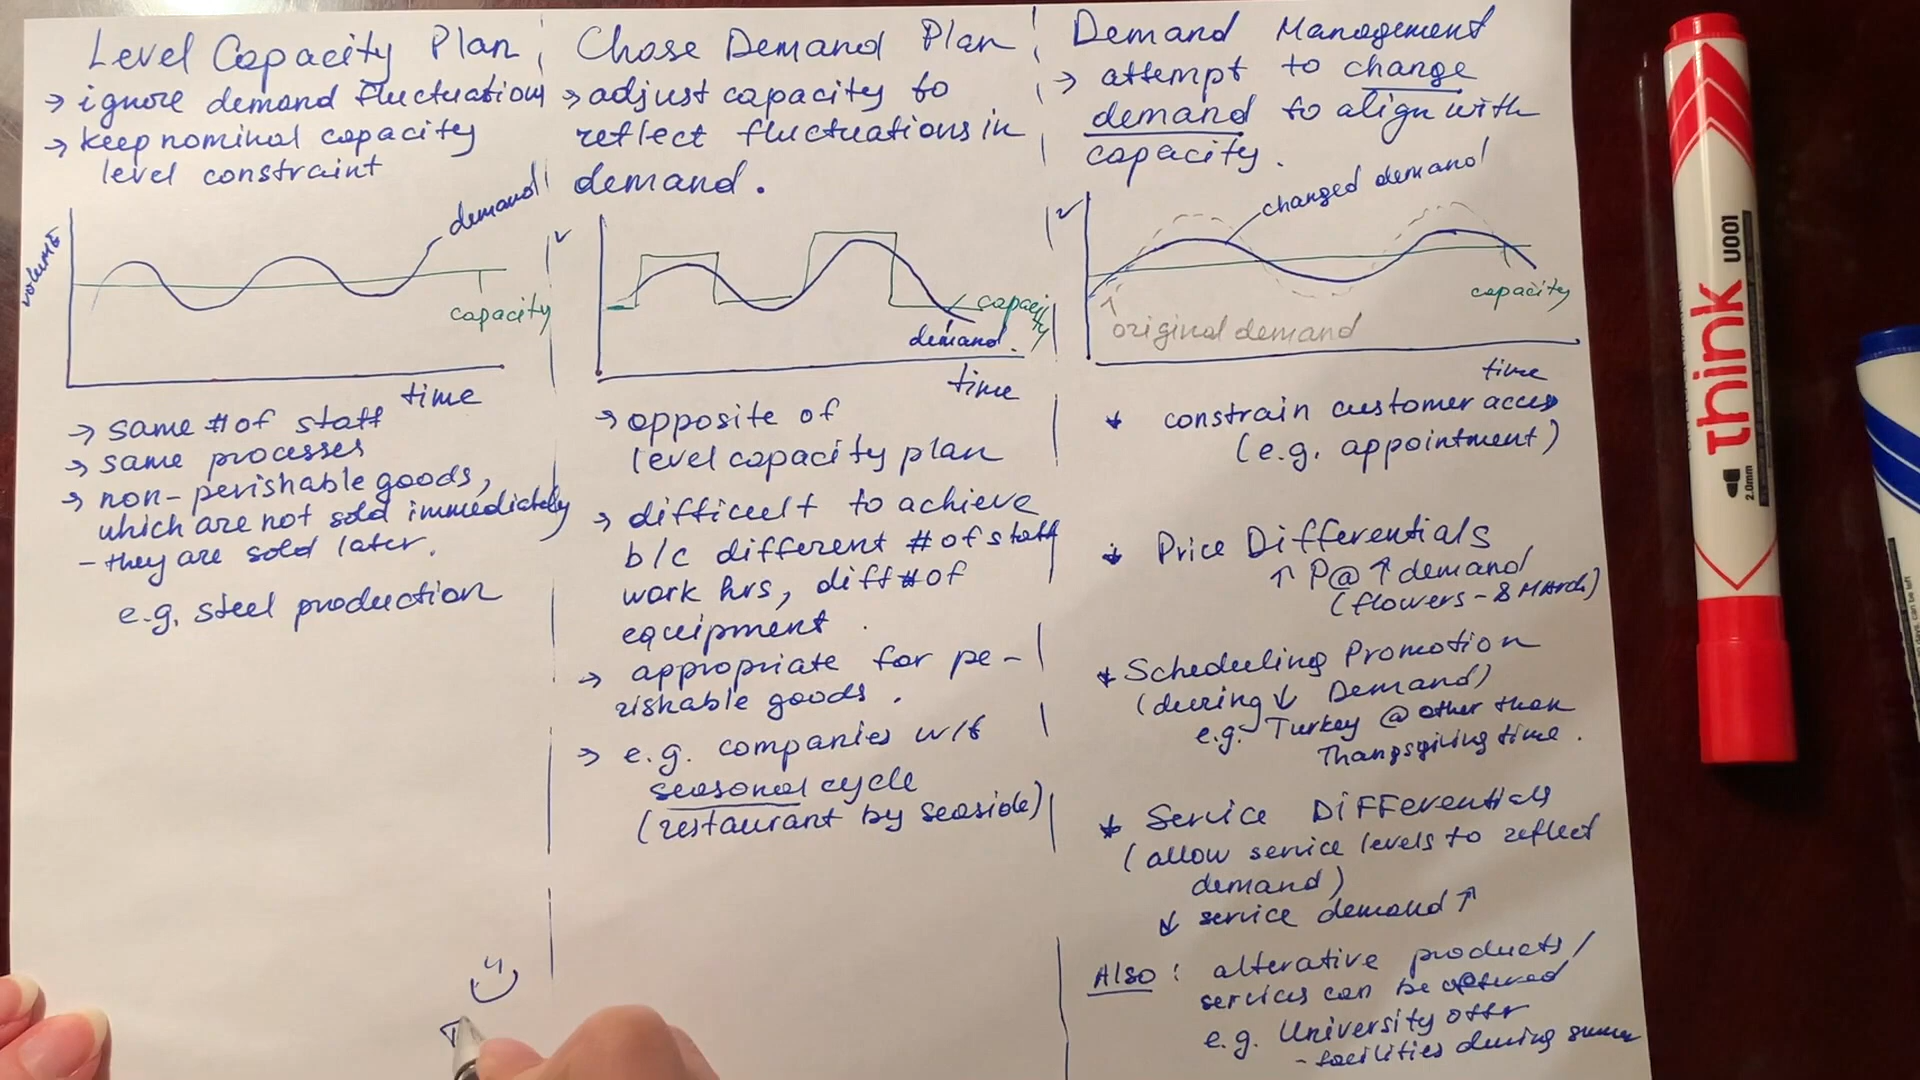 Level Capacity Plan
→ ignore demand fluctuations
→ keep nominal capacity
level constraint
demand
volume
capacity
time
→ same # of staff
→ same processes
→ non-perishable goods,
which are not sold immediately
- they are sold later.
e.g. steel production
Chase Demand Plan
→ adjust capacity to
reflect fluctuations in
demand.
v
capacity
demand.
time
→ opposite of
level capacity plan
→ difficult to achieve
b/c different # of staff
work hrs, diff # of
equipment.
→ appropriate for pe-
rishable goods.
→ e.g. companies w/
seasonal cycle
(restaurant by seaside)
Demand Management
→ attempt to change
demand to align with
capacity.
changed demand
v
capacity
original demand
time
constrain customer acces
(e.g. appointment)
Price Differentials
↑ P @ ↑ demand
(flowers - 8 March)
Scheduling Promotion
(during ↓ Demand)
e.g. Turkey @ other than
Thangsgiving time.
Service Differentials
(allow service levels to reflect
demand)
↓ service demand ↑
Also: alterative products/
services can be offered
e.g. University offr
- facilities during summer
think
U001
2.0mm